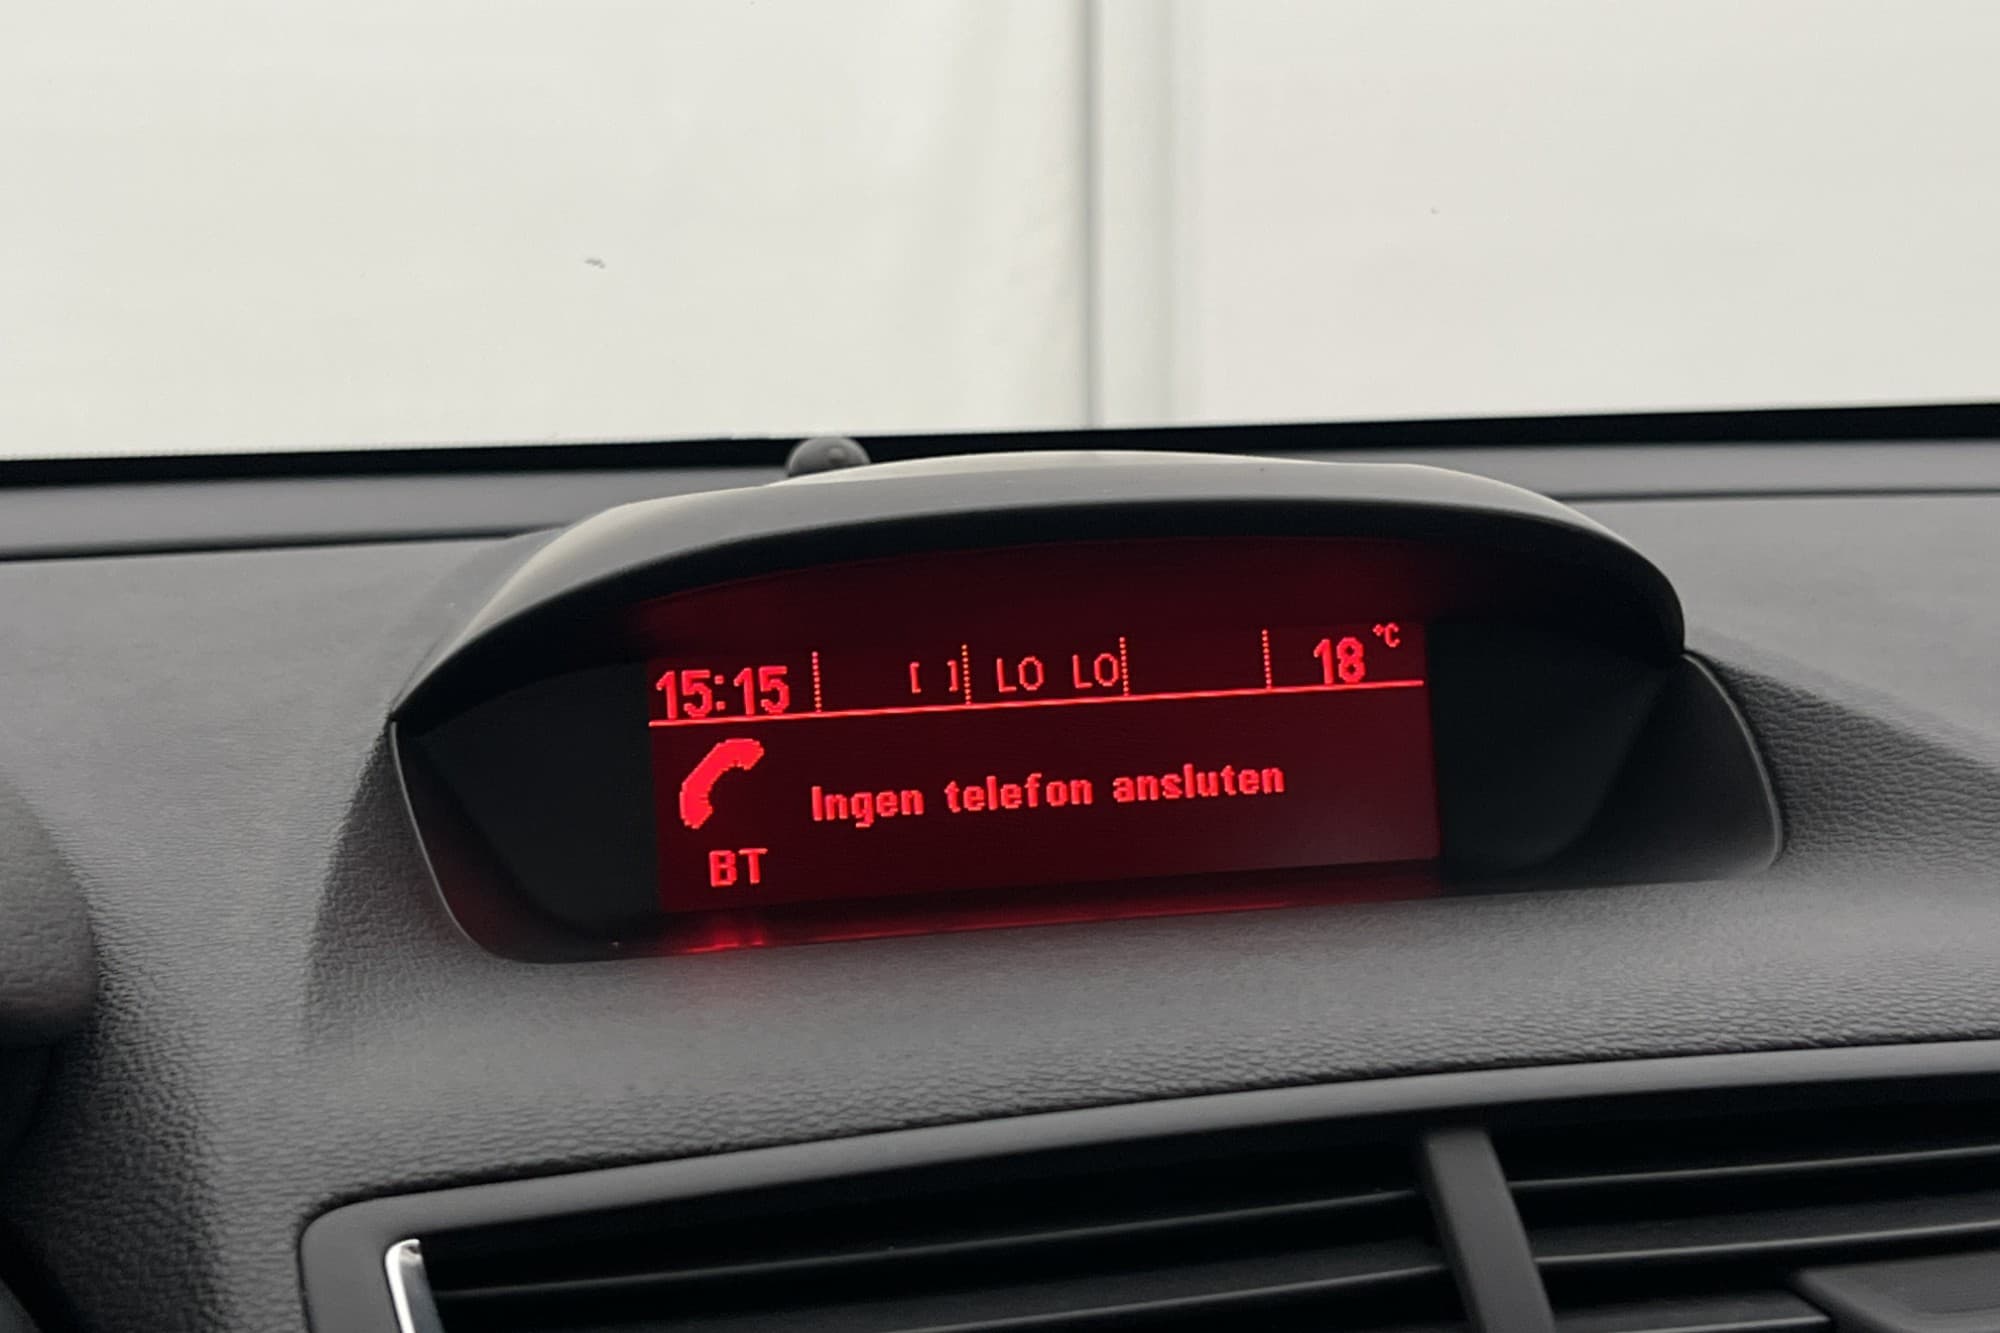 15:15 [ ] LO LO 18 °C
Ingen telefon ansluten
BT